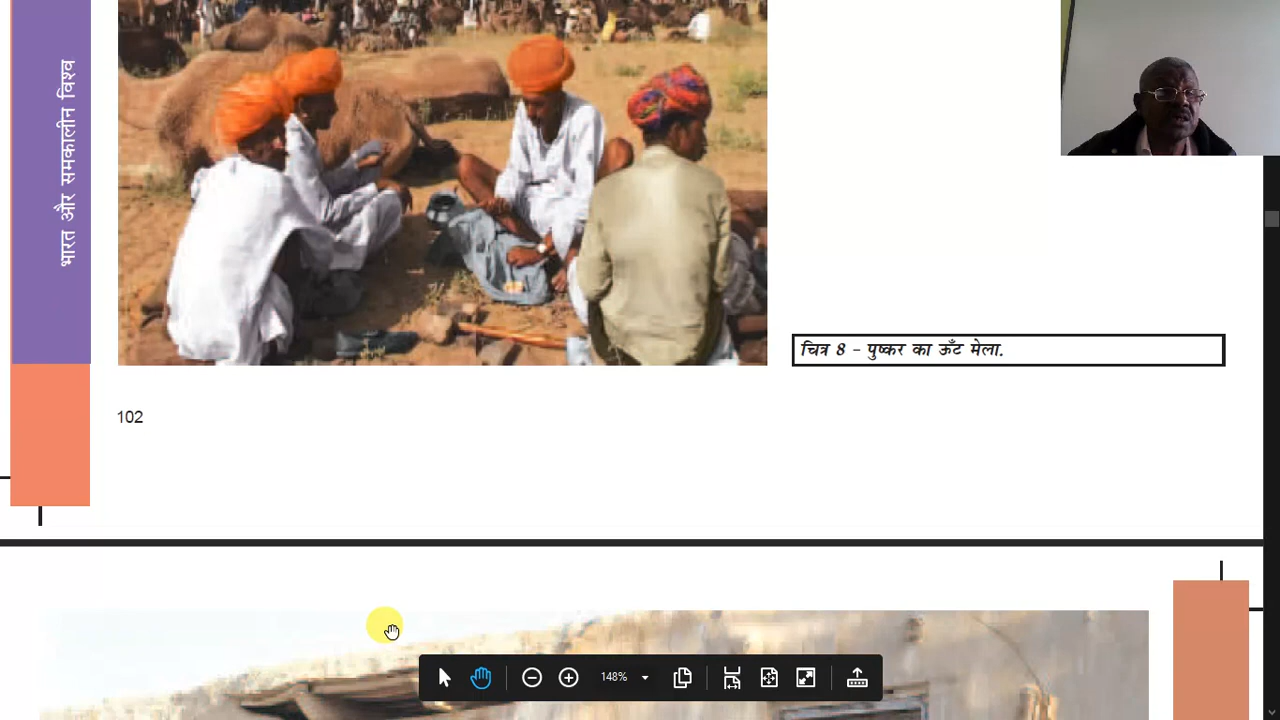 भारत और समकालीन विश्व
चित्र 8 - पुष्कर का ऊँट मेला.
102
148%